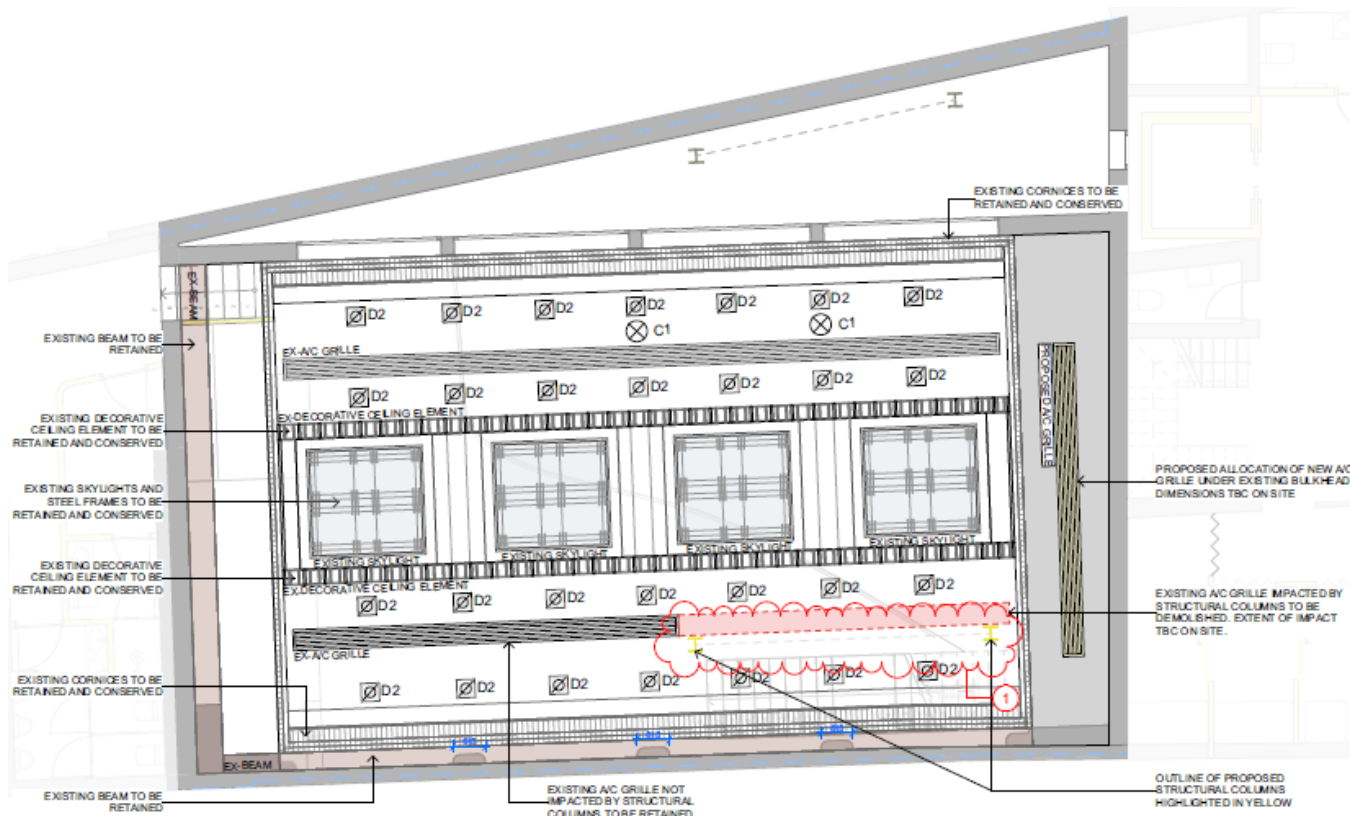 EXISTING CORNICES TO BE
RETAINED AND CONSERVED
EX-BEAM
D2
D2
D2
D2
D2
D2
D2
C1
C1
EXISTING BEAM TO BE
RETAINED
EX-A/C GRILLE
PROPOSED A/C GRILLE
D2
D2
D2
D2
D2
D2
D2
EX-DECORATIVE CEILING ELEMENT
EXISTING DECORATIVE
CEILING ELEMENT TO BE
RETAINED AND CONSERVED
PROPOSED ALLOCATION OF NEW A/C
GRILLE UNDER EXISTING BULKHEAD
DIMENSIONS TBC ON SITE
EXISTING SKYLIGHTS AND
STEEL FRAMES TO BE
RETAINED AND CONSERVED
EXISTING SKYLIGHT
EXISTING SKYLIGHT
EXISTING SKYLIGHT
EXISTING SKYLIGHT
EXISTING DECORATIVE
CEILING ELEMENT TO BE
RETAINED AND CONSERVED
EX-DECORATIVE CEILING ELEMENT
D2
D2
D2
D2
D2
D2
D2
EXISTING A/C GRILLE IMPACTED BY
STRUCTURAL COLUMNS TO BE
DEMOLISHED. EXTENT OF IMPACT
TBC ON SITE.
EX-A/C GRILLE
EXISTING CORNICES TO BE
RETAINED AND CONSERVED
D2
D2
D2
D2
D2
D2
D2
1
EX-BEAM
EXISTING BEAM TO BE
RETAINED
EXISTING A/C GRILLE NOT
IMPACTED BY STRUCTURAL
COLUMNS TO BE RETAINED
OUTLINE OF PROPOSED
STRUCTURAL COLUMNS
HIGHLIGHTED IN YELLOW